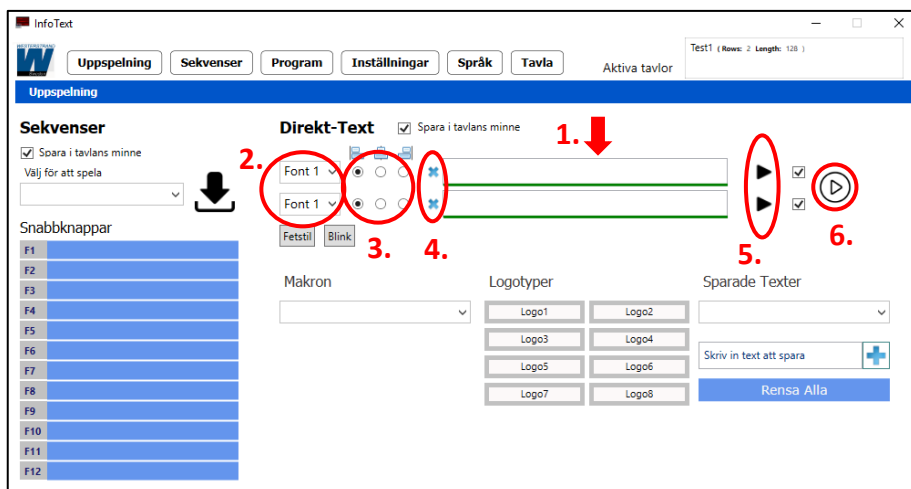 InfoText
WESTERSTRAND
Uppspelning Sekvenser Program Inställningar Språk Tavla Aktiva tavlor
Test1 ( Rows: 2 Length: 128 )
Uppspelning
Sekvenser
Spara i tavlans minne
Välj för att spela
Snabbknappar
F1
F2
F3
F4
F5
F6
F7
F8
F9
F10
F11
F12
Direkt-Text Spara i tavlans minne
1.
2.
Font 1
Font 1
Fetstil Blink
3. 4. 5. 6.
Makron
Logotyper
Logo1 Logo2
Logo3 Logo4
Logo5 Logo6
Logo7 Logo8
Sparade Texter
Skriv in text att spara
Rensa Alla